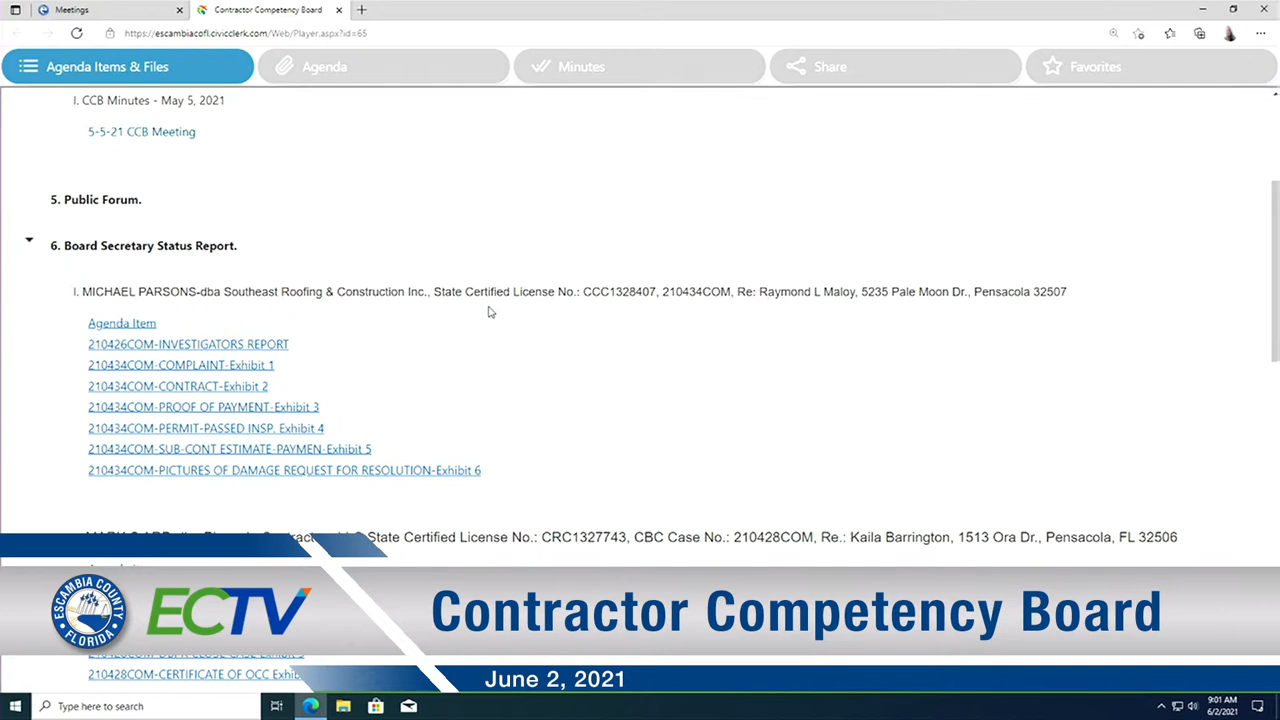 Meetings
Contractor Competency Board
https://escambiacofl.civicclerk.com/Web/Player.aspx?id=65
Agenda Items & Files
Agenda
Minutes
Share
Favorites
I. CCB Minutes - May 5, 2021
5-5-21 CCB Meeting
5. Public Forum.
6. Board Secretary Status Report.
I. MICHAEL PARSONS-dba Southeast Roofing & Construction Inc., State Certified License No.: CCC1328407, 210434COM, Re: Raymond L Maloy, 5235 Pale Moon Dr., Pensacola 32507
Agenda Item
210426COM-INVESTIGATORS REPORT
210434COM-COMPLAINT-Exhibit 1
210434COM-CONTRACT-Exhibit 2
210434COM-PROOF OF PAYMENT-Exhibit 3
210434COM-PERMIT-PASSED INSP. Exhibit 4
210434COM-SUB-CONT ESTIMATE-PAYMEN-Exhibit 5
210434COM-PICTURES OF DAMAGE REQUEST FOR RESOLUTION-Exhibit 6
State Certified License No.: CRC1327743, CBC Case No.: 210428COM, Re.: Kaila Barrington, 1513 Ora Dr., Pensacola, FL 32506
ESCAMBIA COUNTY FLORIDA
ECTV
Contractor Competency Board
210428COM-CERTIFICATE OF OCC
June 2, 2021
Type here to search
9:01 AM
6/2/2021